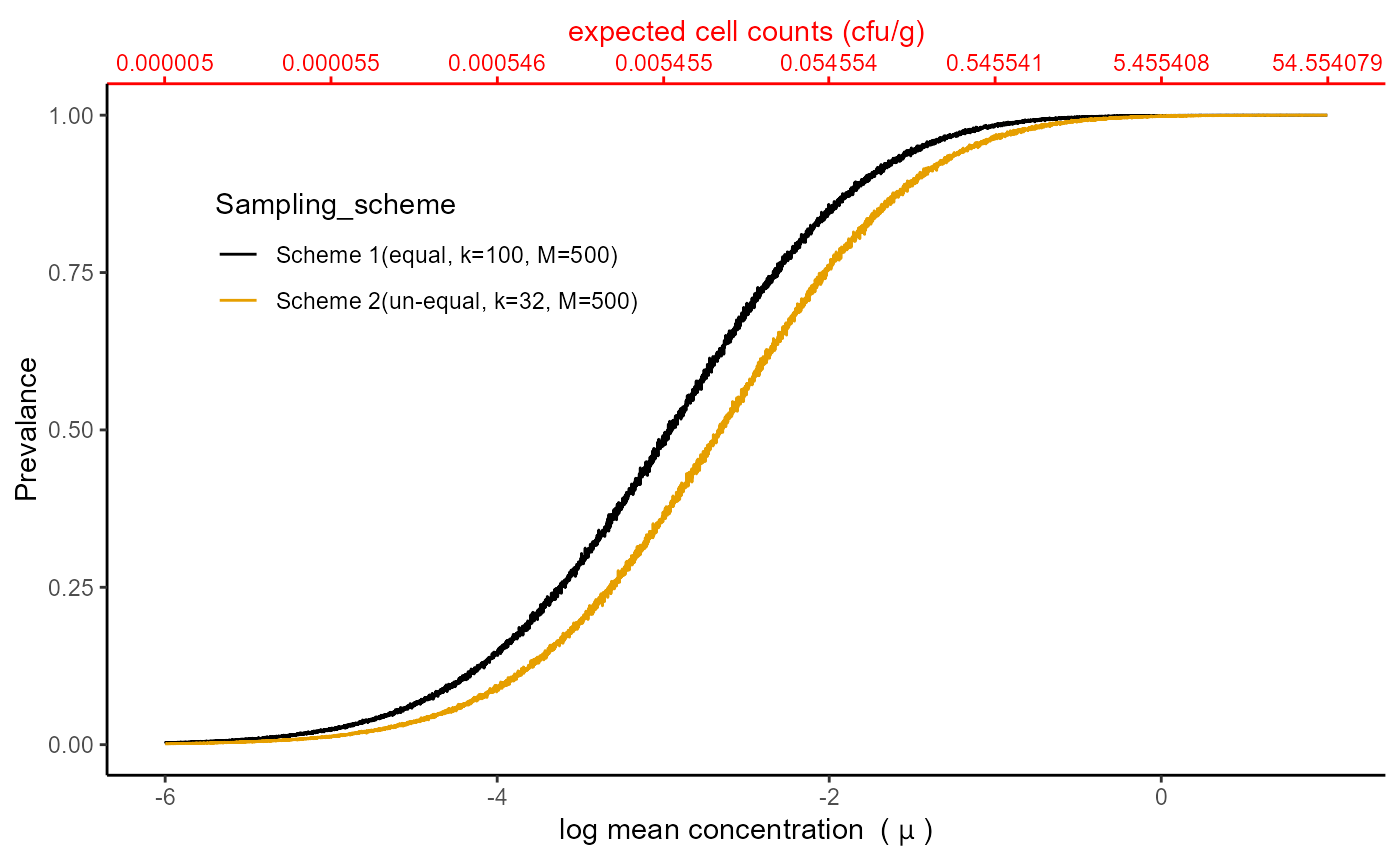 expected cell counts (cfu/g)
0.000005 0.000055 0.000546 0.005455 0.054554 0.545541 5.455408 54.554079
1.00
0.75
0.50
0.25
0.00
Prevalance
Sampling_scheme
Scheme 1(equal, k=100, M=500)
Scheme 2(un-equal, k=32, M=500)
-6 -4 -2 0
log mean concentration ( μ )